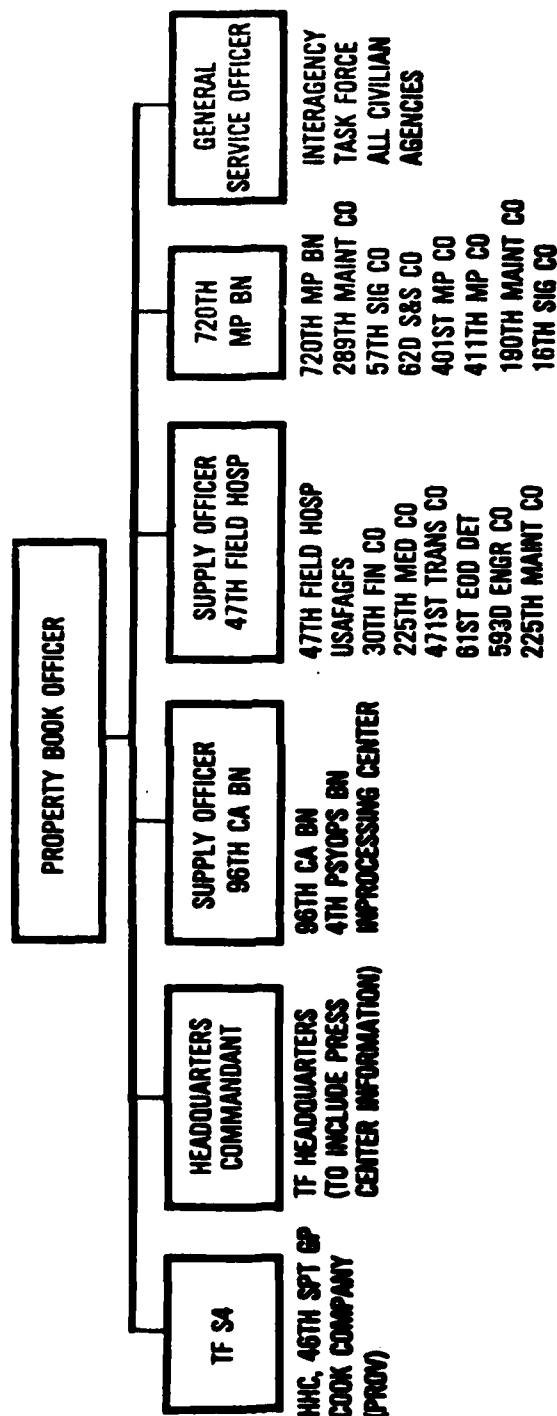 PROPERTY BOOK OFFICER
TF S4
HHC, 46TH SPT GP
COOK COMPANY
(PROV)
HEADQUARTERS
COMMANDANT
TF HEADQUARTERS
(TO INCLUDE PRESS
CENTER INFORMATION)
SUPPLY OFFICER
96TH CA BN
96TH CA BN
4TH PSYOPS BN
INPROCESSING CENTER
SUPPLY OFFICER
47TH FIELD HOSP
47TH FIELD HOSP
USAFAGFS
30TH FIN CO
225TH MED CO
471ST TRANS CO
61ST EOD DET
593D ENGR CO
225TH MAINT CO
720TH
MP BN
720TH MP BN
289TH MAINT CO
57TH SIG CO
62D S&S CO
401ST MP CO
411TH MP CO
190TH MAINT CO
16TH SIG CO
GENERAL
SERVICE OFFICER
INTERAGENCY
TASK FORCE
ALL CIVILIAN
AGENCIES